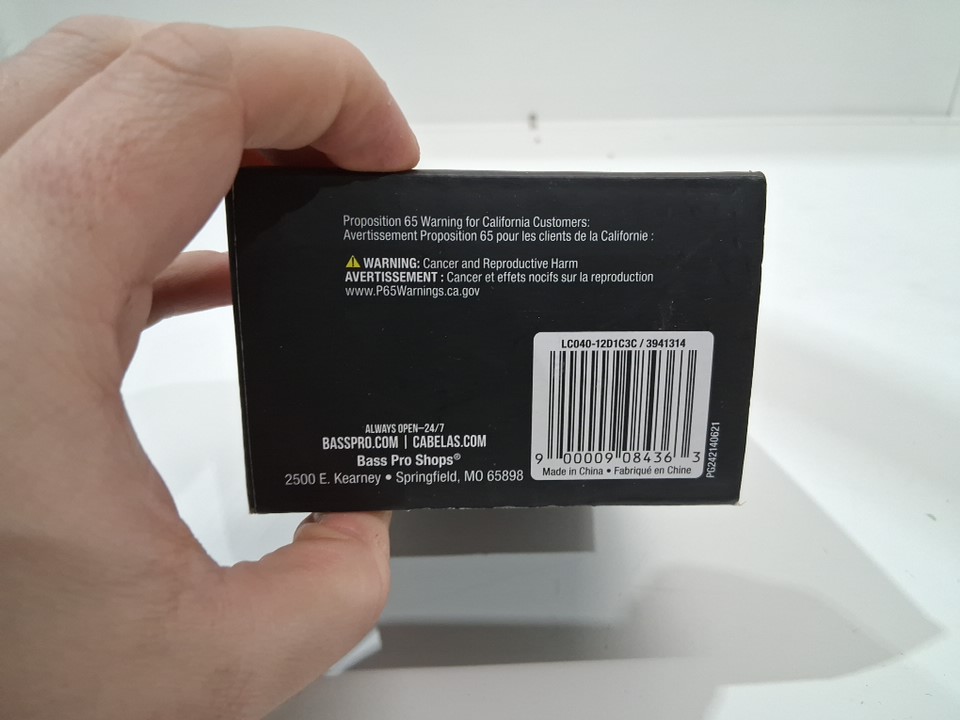 Proposition 65 Warning for California Customers:
Avertissement Proposition 65 pour les clients de la Californie :
WARNING: Cancer and Reproductive Harm
AVERTISSEMENT : Cancer et effets nocifs sur la reproduction
www.P65Warnings.ca.gov
LC040-12D1C3C / 3941314
9 00009 08436 3
Made in China • Fabriqué en Chine
PG242140621
ALWAYS OPEN—24/7
BASSPRO.COM | CABELAS.COM
Bass Pro Shops®
2500 E. Kearney • Springfield, MO 65898